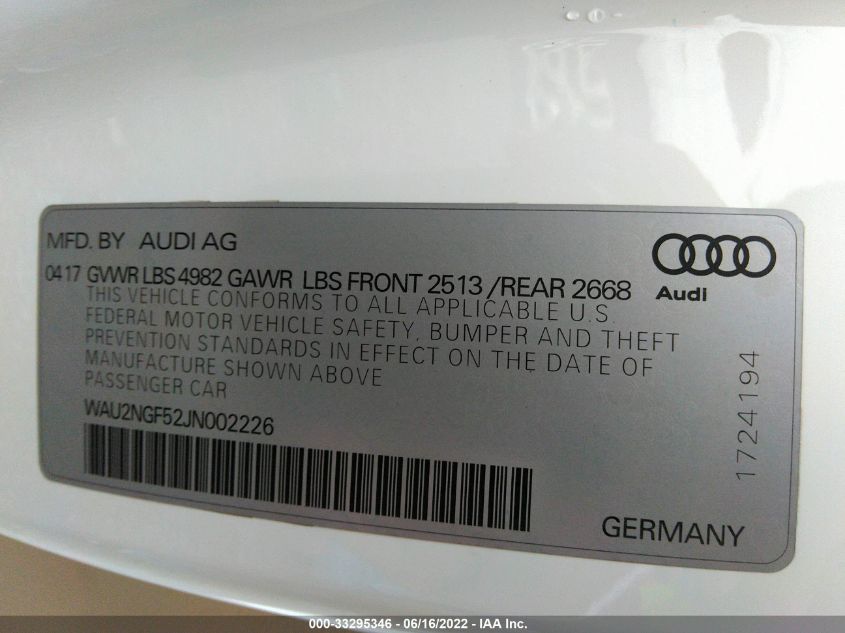 MFD. BY AUDI AG
0417 GVWR LBS 4982 GAWR LBS FRONT 2513 /REAR 2668
THIS VEHICLE CONFORMS TO ALL APPLICABLE U.S.
FEDERAL MOTOR VEHICLE SAFETY, BUMPER AND THEFT
PREVENTION STANDARDS IN EFFECT ON THE DATE OF
MANUFACTURE SHOWN ABOVE
PASSENGER CAR
WAU2NGF52JN002226
Audi
1724194
GERMANY
000-33295346 - 06/16/2022 - IAA Inc.